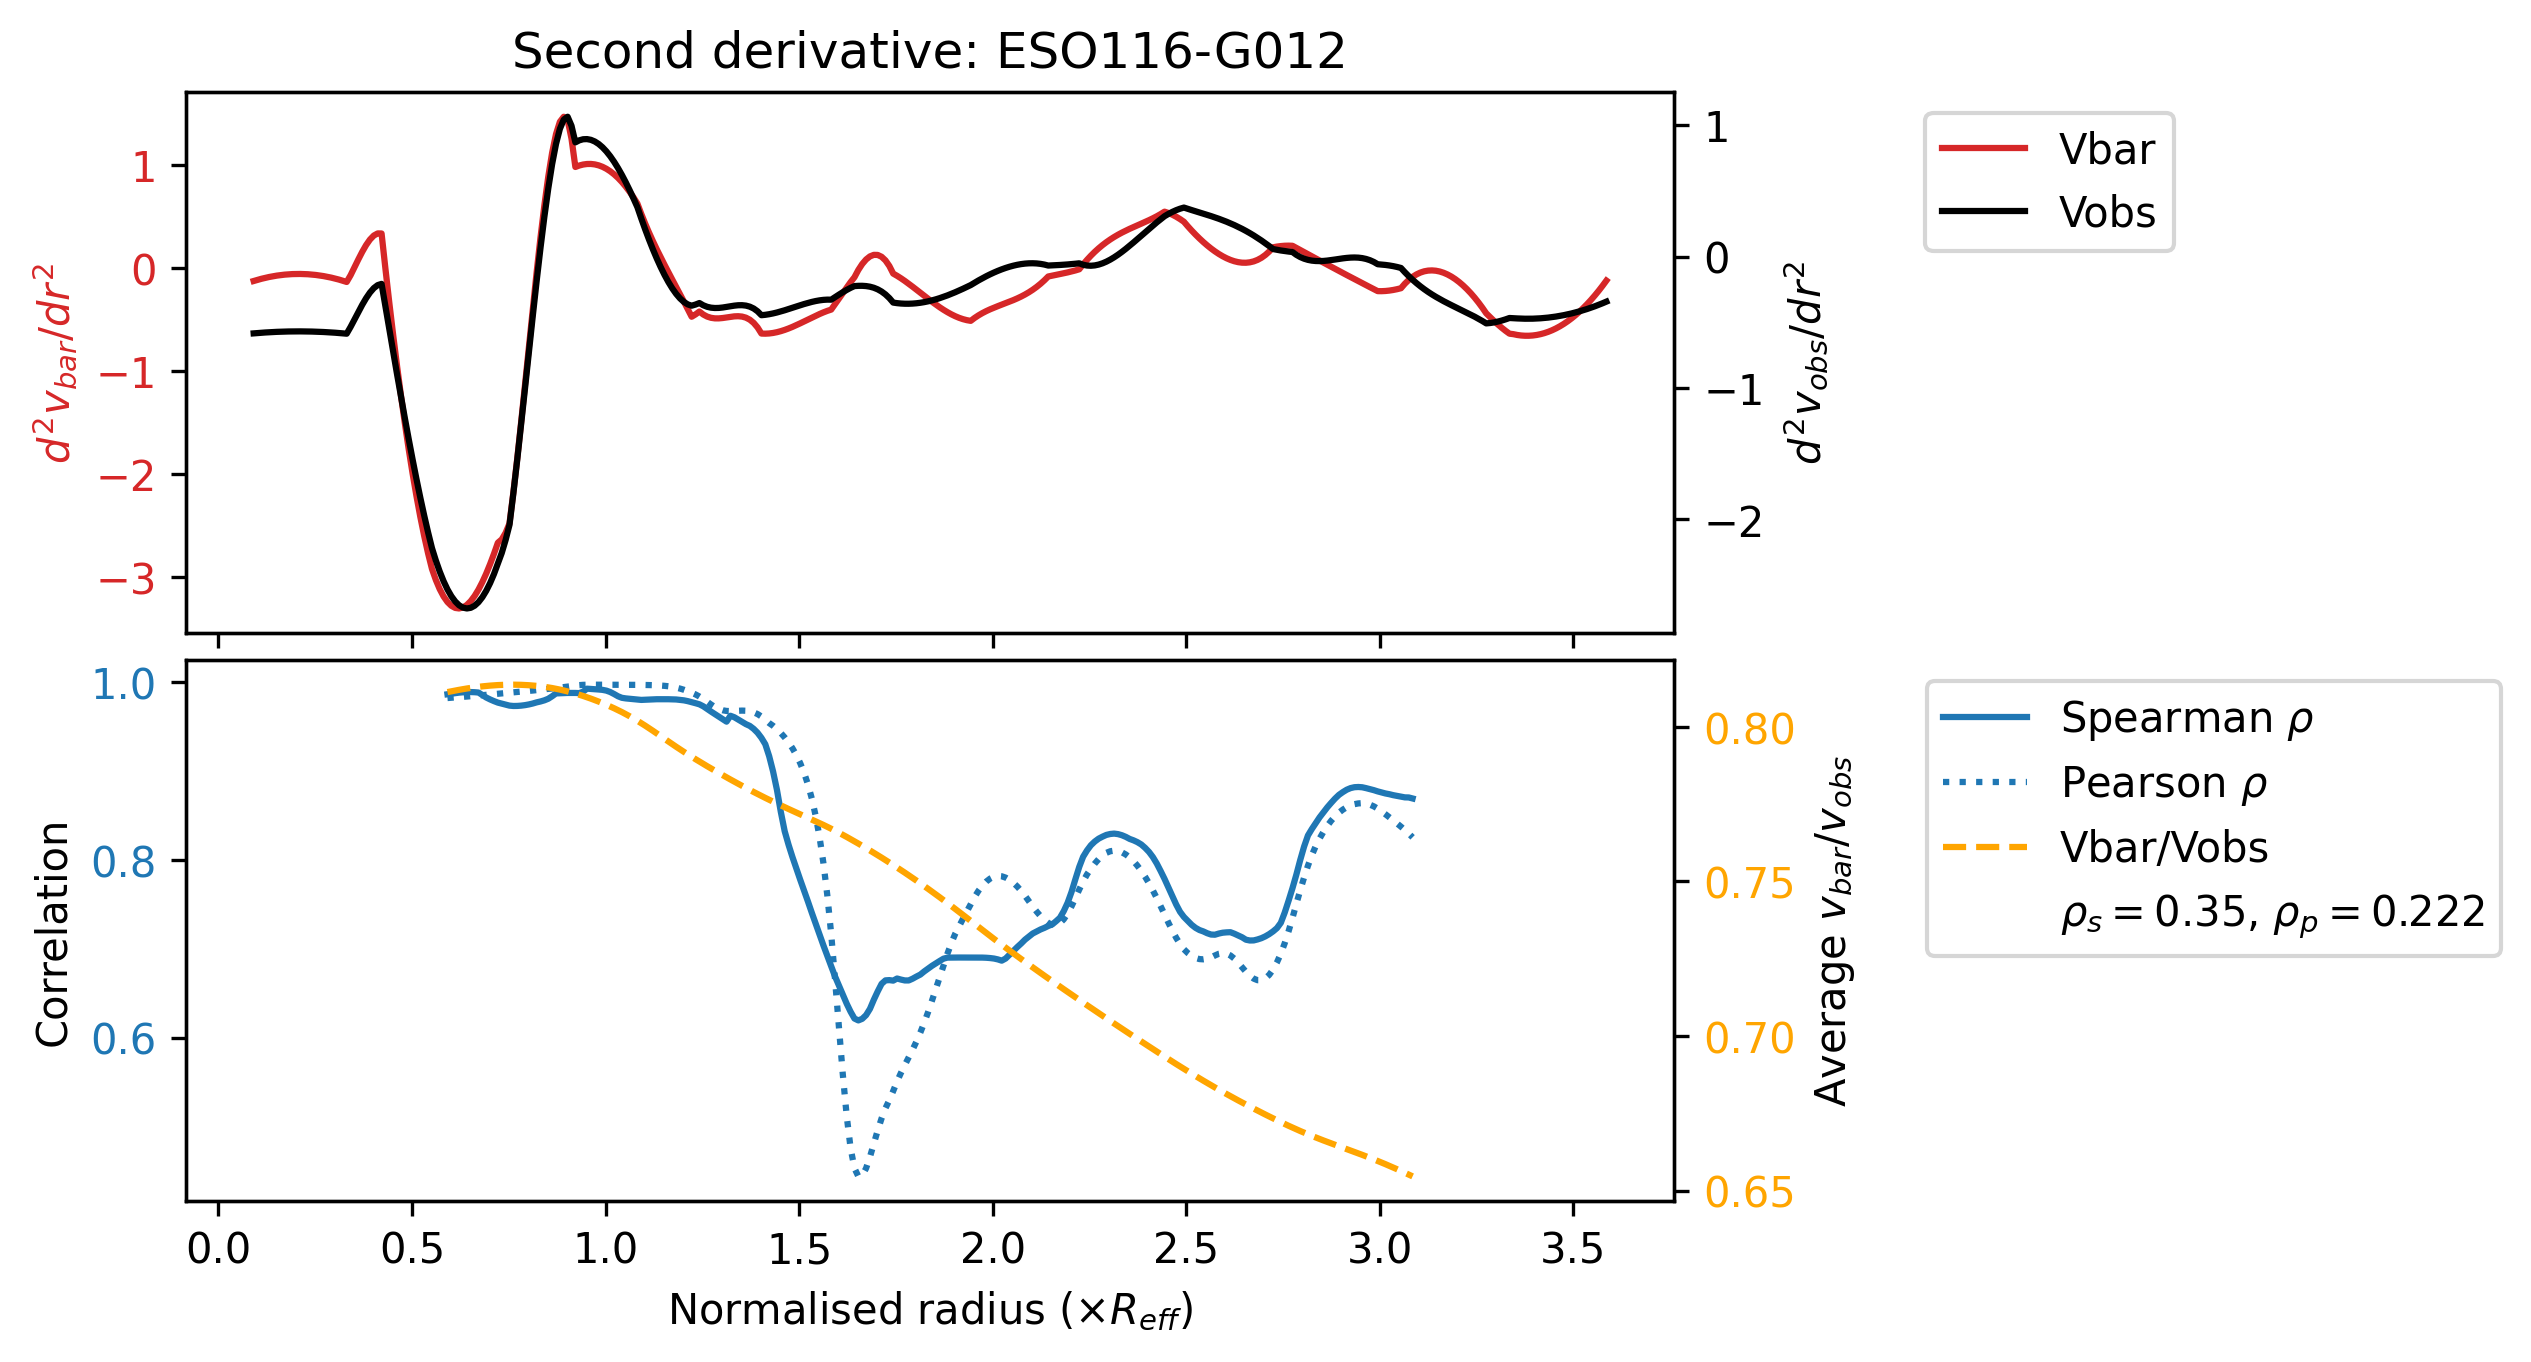 Second derivative: ESO116-G012
1
0
−1
−2
−3
d²v_bar/dr²
1
0
−1
−2
d²v_obs/dr²
Vbar
Vobs
1.0
0.8
0.6
Correlation
0.80
0.75
0.70
0.65
Average v_bar/v_obs
Spearman ρ
Pearson ρ
Vbar/Vobs
ρ_s = 0.35, ρ_p = 0.222
0.0 0.5 1.0 1.5 2.0 2.5 3.0 3.5
Normalised radius (×R_eff)